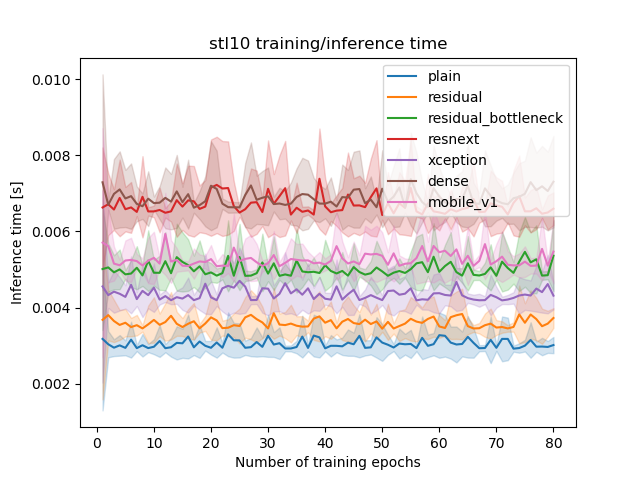 stl10 training/inference time
plain
residual
residual_bottleneck
resnext
xception
dense
mobile_v1
0.010
0.008
0.006
0.004
0.002
Inference time [s]
0 10 20 30 40 50 60 70 80
Number of training epochs